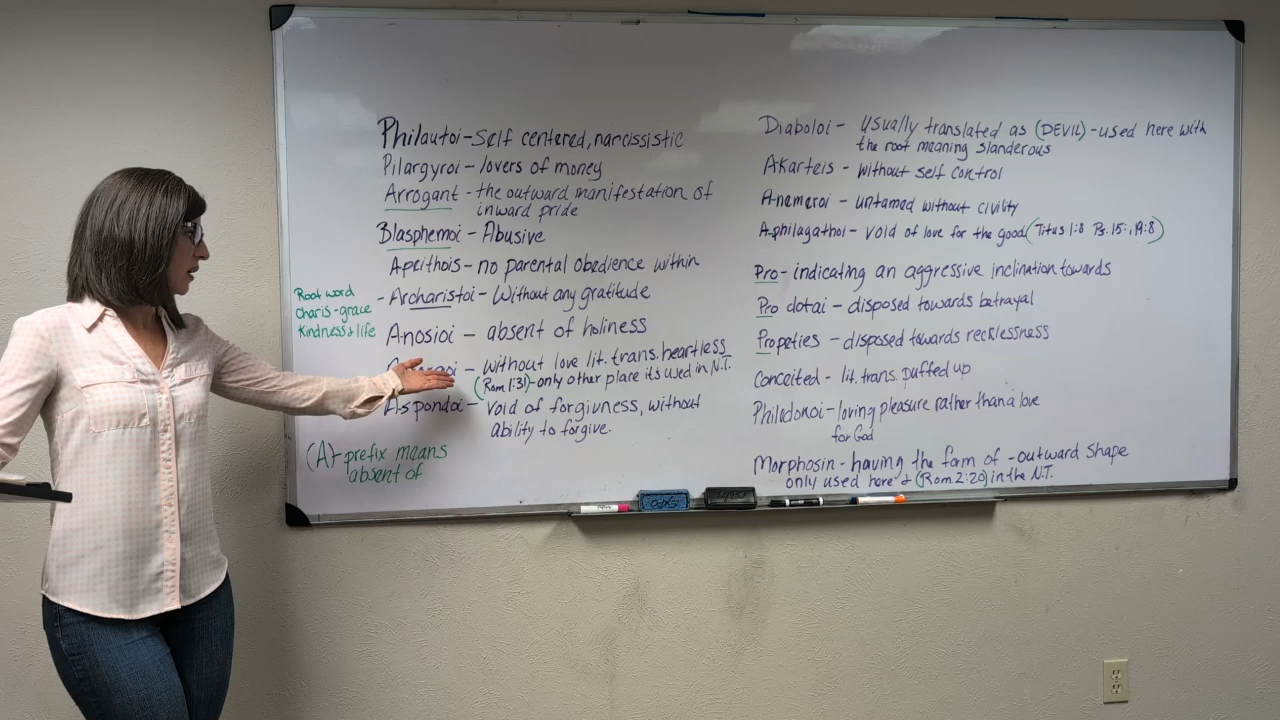 Philautoi - Self centered, narcissistic
Pilargyroi - lovers of money
Arrogant - the outward manifestation of
inward pride
Blasphemoi - Abusive
Apeithois - no parental obedience within
Root word
Charis - grace
Kindness & life
- Archaristoi - Without any gratitude
Anosioi - absent of holiness
- without love lit. trans. heartless
(Rom 1:31) - only other place its used in N.T.
Aspondoi - Void of forgivness, without
ability to forgive.
(A) - prefix means
absent of
Diaboloi - Usually translated as (DEVIL) - used here with
the root meaning slanderous
Akarteis - without self control
Anemeroi - untamed without civility
Aphilagathoi - void of love for the good (Titus 1:8 Ps. 15:, 19:8)
Pro - indicating an aggressive inclination towards
Pro dotai - disposed towards betrayal
Propeties - disposed towards recklessness
Conceited - lit. trans. puffed up
Philedonoi - loving pleasure rather than a love
for God
Morphosin - having the form of - outward shape
only used here & (Rom 2:20) in the N.T.